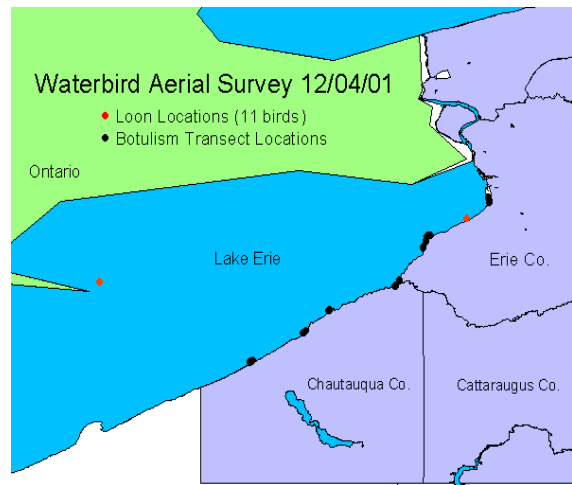 Waterbird Aerial Survey 12/04/01
Loon Locations (11 birds)
Botulism Transect Locations
Ontario
Lake Erie
Erie Co.
Chautauqua Co.
Cattaraugus Co.